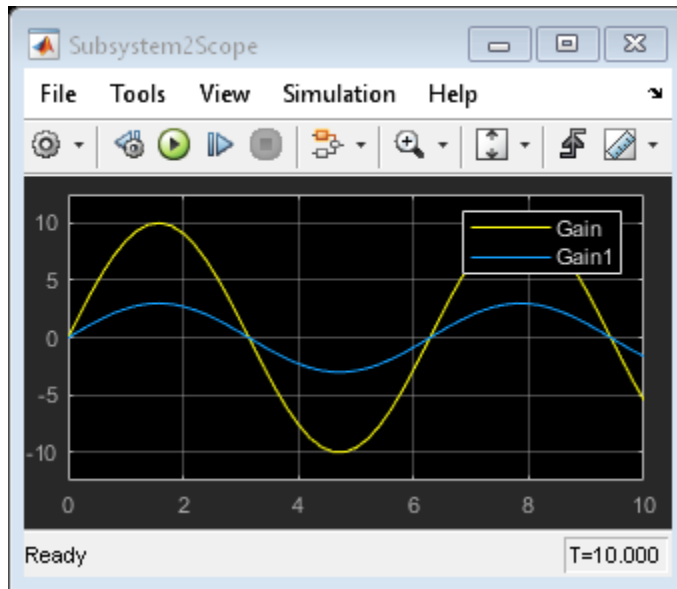 Subsystem2Scope
File Tools View Simulation Help
10
5
0
-5
-10
Gain
Gain1
0 2 4 6 8 10
Ready T=10.000